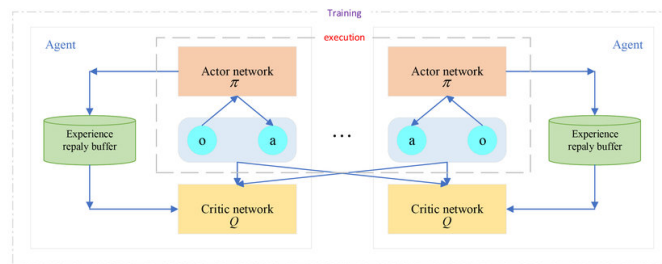 Training
Agent
execution
Agent
Actor network
π
Actor network
π
Experience
repaly buffer
o
a
...
a
o
Experience
repaly buffer
Critic network
Q
Critic network
Q